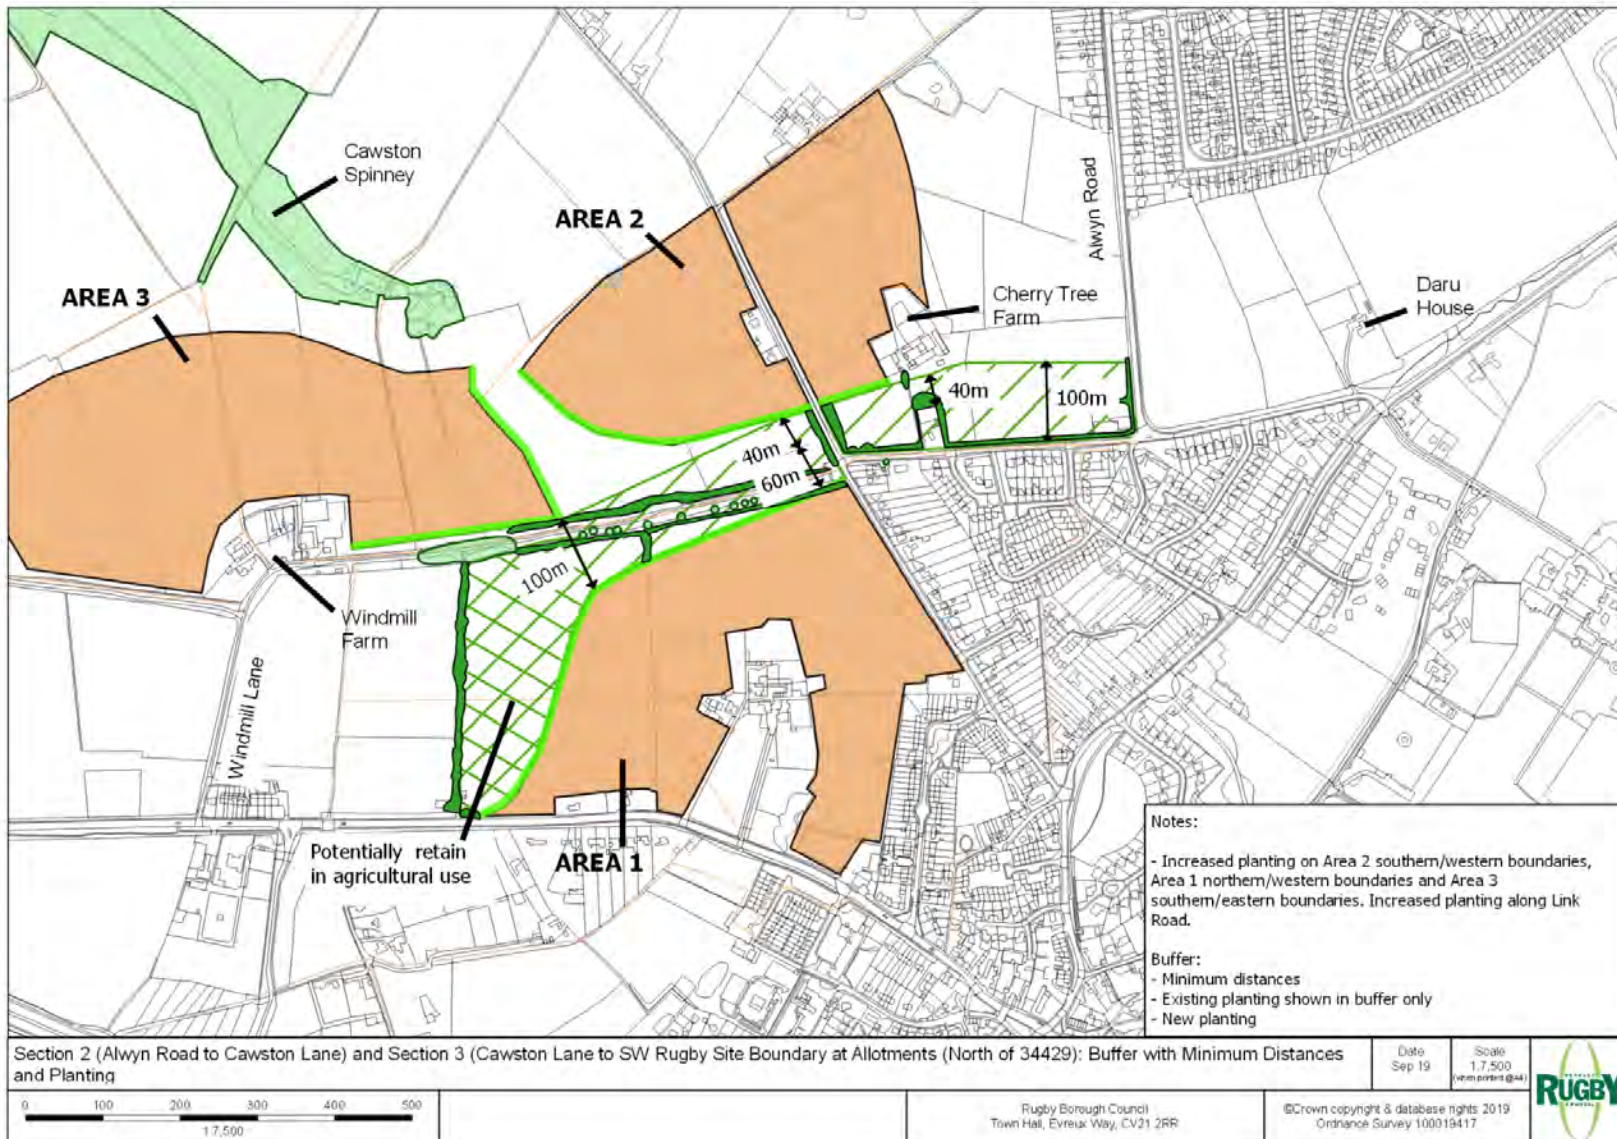 Cawston
Spinney
AREA 2
AREA 3
Alwyn Road
Cherry Tree
Farm
Daru
House
40m
100m
40m
60m
100m
Windmill
Farm
Windmill Lane
Potentially retain
in agricultural use
AREA 1
Notes:
- Increased planting on Area 2 southern/western boundaries,
Area 1 northern/western boundaries and Area 3
southern/eastern boundaries. Increased planting along Link
Road.
Buffer:
- Minimum distances
- Existing planting shown in buffer only
- New planting
Section 2 (Alwyn Road to Cawston Lane) and Section 3 (Cawston Lane to SW Rugby Site Boundary at Allotments (North of 34429): Buffer with Minimum Distances
and Planting
Date
Sep 19
Scale
1:7,500
(when printed @A4)
RUGBY
0 100 200 300 400 500
1:7,500
Rugby Borough Council
Town Hall, Evreux Way, CV21 2RR
©Crown copyright & database rights 2019
Ordnance Survey 100019417